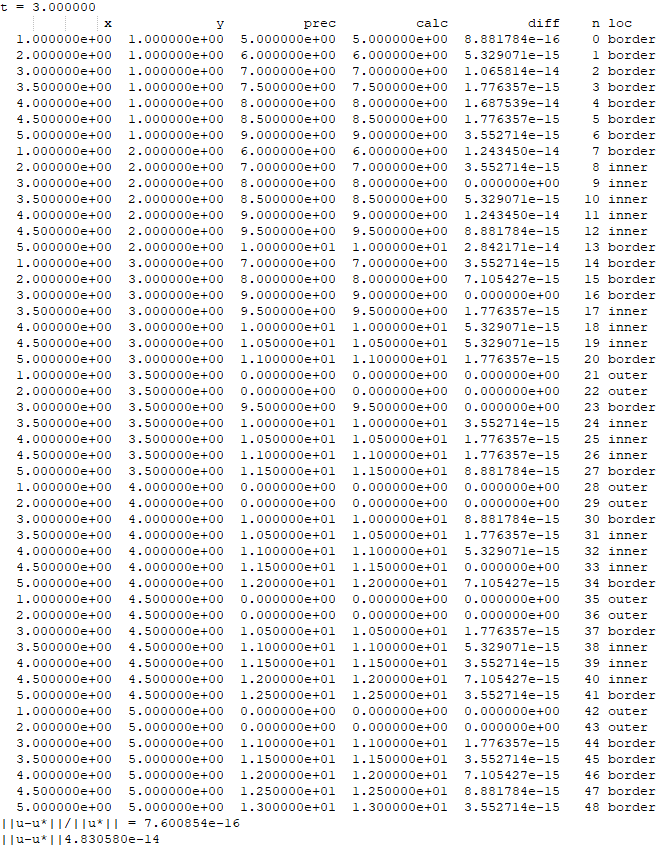 t = 3.000000
x y prec calc diff n loc
1.000000e+00 1.000000e+00 5.000000e+00 5.000000e+00 8.881784e-16 0 border
2.000000e+00 1.000000e+00 6.000000e+00 6.000000e+00 5.329071e-15 1 border
3.000000e+00 1.000000e+00 7.000000e+00 7.000000e+00 1.065814e-14 2 border
3.500000e+00 1.000000e+00 7.500000e+00 7.500000e+00 1.776357e-15 3 border
4.000000e+00 1.000000e+00 8.000000e+00 8.000000e+00 1.687539e-14 4 border
4.500000e+00 1.000000e+00 8.500000e+00 8.500000e+00 1.776357e-15 5 border
5.000000e+00 1.000000e+00 9.000000e+00 9.000000e+00 3.552714e-15 6 border
1.000000e+00 2.000000e+00 6.000000e+00 6.000000e+00 1.243450e-14 7 border
2.000000e+00 2.000000e+00 7.000000e+00 7.000000e+00 3.552714e-15 8 inner
3.000000e+00 2.000000e+00 8.000000e+00 8.000000e+00 0.000000e+00 9 inner
3.500000e+00 2.000000e+00 8.500000e+00 8.500000e+00 5.329071e-15 10 inner
4.000000e+00 2.000000e+00 9.000000e+00 9.000000e+00 1.243450e-14 11 inner
4.500000e+00 2.000000e+00 9.500000e+00 9.500000e+00 8.881784e-15 12 inner
5.000000e+00 2.000000e+00 1.000000e+01 1.000000e+01 2.842171e-14 13 border
1.000000e+00 3.000000e+00 7.000000e+00 7.000000e+00 3.552714e-15 14 border
2.000000e+00 3.000000e+00 8.000000e+00 8.000000e+00 7.105427e-15 15 border
3.000000e+00 3.000000e+00 9.000000e+00 9.000000e+00 0.000000e+00 16 border
3.500000e+00 3.000000e+00 9.500000e+00 9.500000e+00 1.776357e-15 17 inner
4.000000e+00 3.000000e+00 1.000000e+01 1.000000e+01 5.329071e-15 18 inner
4.500000e+00 3.000000e+00 1.050000e+01 1.050000e+01 5.329071e-15 19 inner
5.000000e+00 3.000000e+00 1.100000e+01 1.100000e+01 1.776357e-15 20 border
1.000000e+00 3.500000e+00 0.000000e+00 0.000000e+00 0.000000e+00 21 outer
2.000000e+00 3.500000e+00 0.000000e+00 0.000000e+00 0.000000e+00 22 outer
3.000000e+00 3.500000e+00 9.500000e+00 9.500000e+00 0.000000e+00 23 border
3.500000e+00 3.500000e+00 1.000000e+01 1.000000e+01 3.552714e-15 24 inner
4.000000e+00 3.500000e+00 1.050000e+01 1.050000e+01 1.776357e-15 25 inner
4.500000e+00 3.500000e+00 1.100000e+01 1.100000e+01 1.776357e-15 26 inner
5.000000e+00 3.500000e+00 1.150000e+01 1.150000e+01 8.881784e-15 27 border
1.000000e+00 4.000000e+00 0.000000e+00 0.000000e+00 0.000000e+00 28 outer
2.000000e+00 4.000000e+00 0.000000e+00 0.000000e+00 0.000000e+00 29 outer
3.000000e+00 4.000000e+00 1.000000e+01 1.000000e+01 8.881784e-15 30 border
3.500000e+00 4.000000e+00 1.050000e+01 1.050000e+01 1.776357e-15 31 inner
4.000000e+00 4.000000e+00 1.100000e+01 1.100000e+01 5.329071e-15 32 inner
4.500000e+00 4.000000e+00 1.150000e+01 1.150000e+01 0.000000e+00 33 inner
5.000000e+00 4.000000e+00 1.200000e+01 1.200000e+01 7.105427e-15 34 border
1.000000e+00 4.500000e+00 0.000000e+00 0.000000e+00 0.000000e+00 35 outer
2.000000e+00 4.500000e+00 0.000000e+00 0.000000e+00 0.000000e+00 36 outer
3.000000e+00 4.500000e+00 1.050000e+01 1.050000e+01 1.776357e-15 37 border
3.500000e+00 4.500000e+00 1.100000e+01 1.100000e+01 5.329071e-15 38 inner
4.000000e+00 4.500000e+00 1.150000e+01 1.150000e+01 3.552714e-15 39 inner
4.500000e+00 4.500000e+00 1.200000e+01 1.200000e+01 7.105427e-15 40 inner
5.000000e+00 4.500000e+00 1.250000e+01 1.250000e+01 3.552714e-15 41 border
1.000000e+00 5.000000e+00 0.000000e+00 0.000000e+00 0.000000e+00 42 outer
2.000000e+00 5.000000e+00 0.000000e+00 0.000000e+00 0.000000e+00 43 outer
3.000000e+00 5.000000e+00 1.100000e+01 1.100000e+01 1.776357e-15 44 border
3.500000e+00 5.000000e+00 1.150000e+01 1.150000e+01 3.552714e-15 45 border
4.000000e+00 5.000000e+00 1.200000e+01 1.200000e+01 7.105427e-15 46 border
4.500000e+00 5.000000e+00 1.250000e+01 1.250000e+01 8.881784e-15 47 border
5.000000e+00 5.000000e+00 1.300000e+01 1.300000e+01 3.552714e-15 48 border
||u-u*||/||u*|| = 7.600854e-16
||u-u*||4.830580e-14